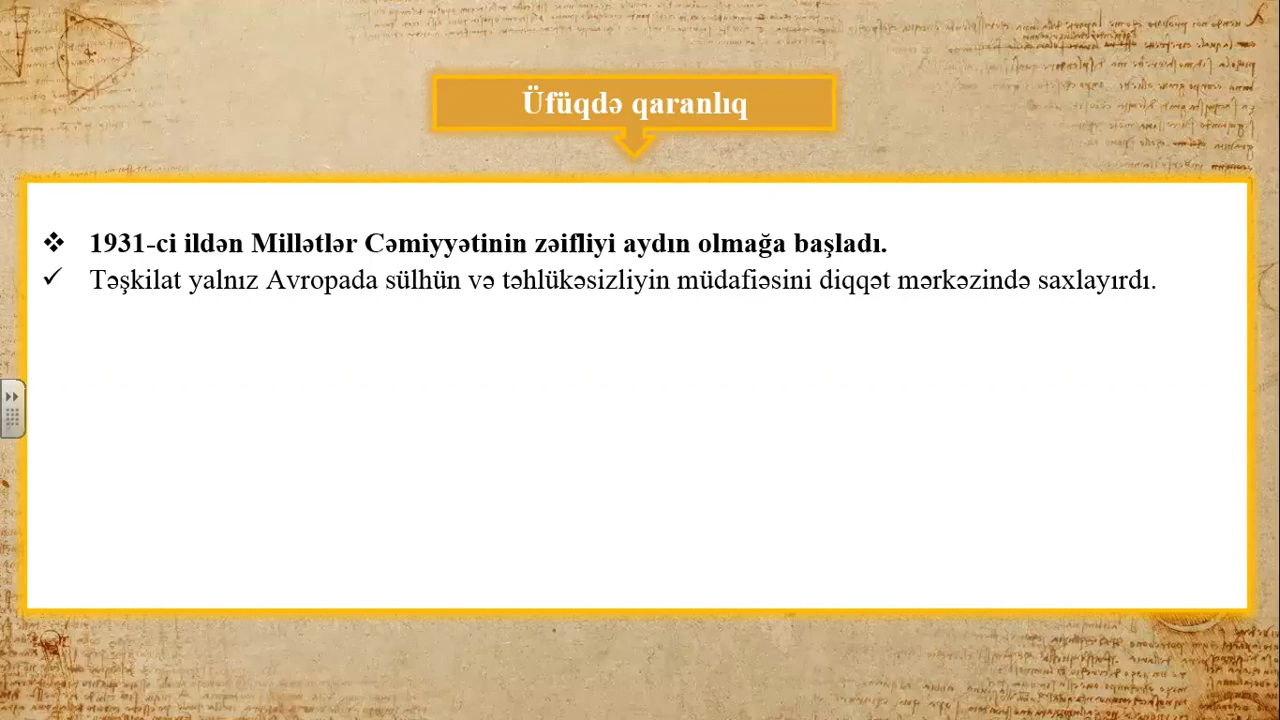 Üfüqdə qaranlıq
❖ 1931-ci ildən Millətlər Cəmiyyətinin zəifliyi aydın olmağa başladı.
✓ Təşkilat yalnız Avropada sülhün və təhlükəsizliyin müdafiəsini diqqət mərkəzində saxlayırdı.